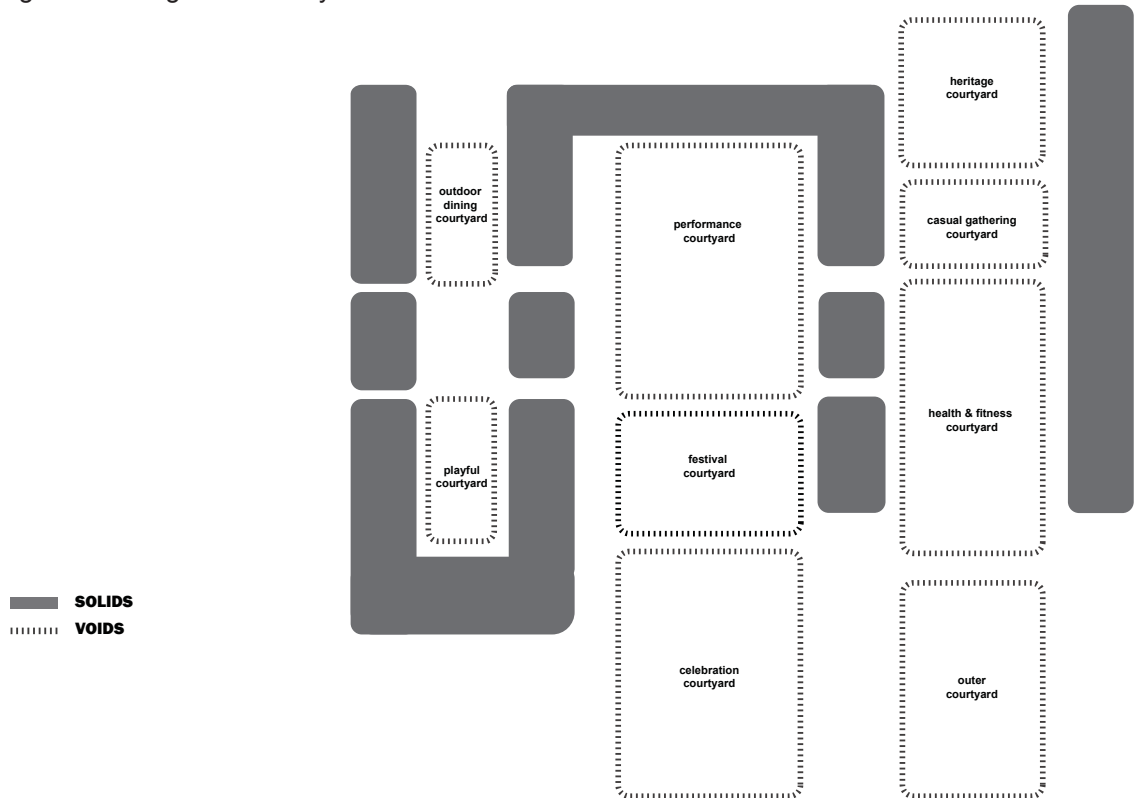 heritage
courtyard
outdoor
dining
courtyard
performance
courtyard
casual gathering
courtyard
health & fitness
courtyard
festival
courtyard
playful
courtyard
SOLIDS
VOIDS
celebration
courtyard
outer
courtyard